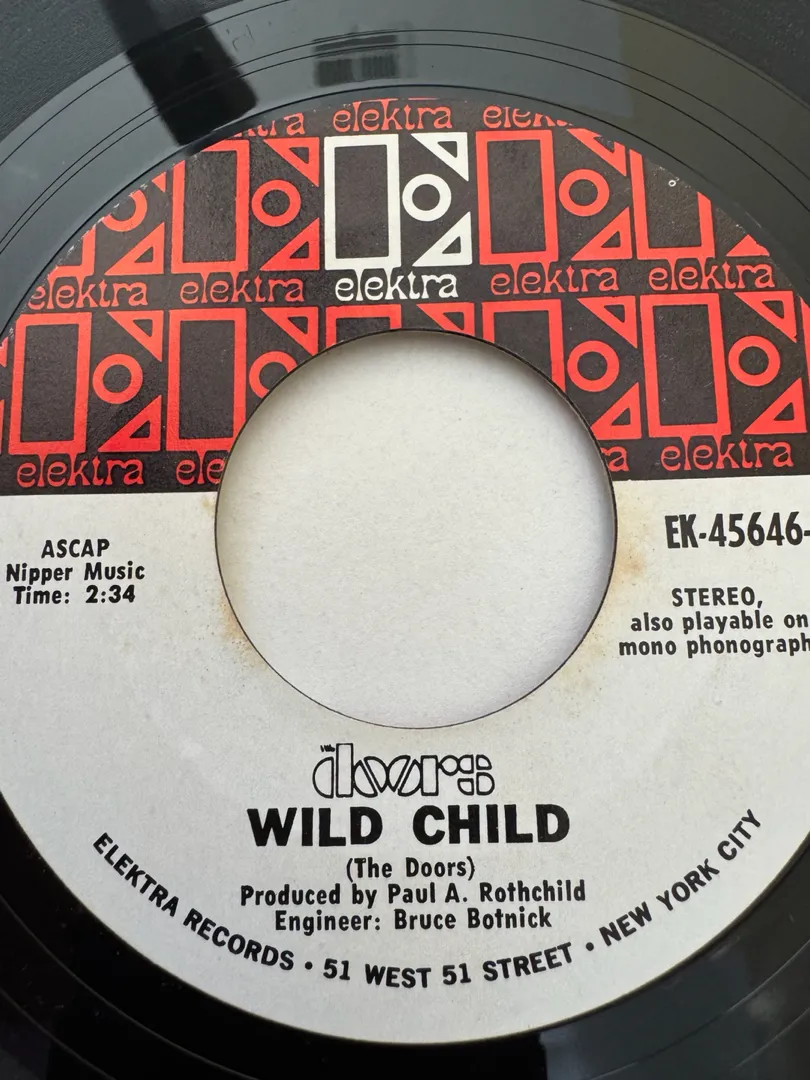 elektra elektra elektra
elektra elektra elektra elektra elektra
elektra ele a elektra
ASCAP
Nipper Music
Time: 2:34
EK-45646-
STEREO,
also playable on
mono phonograph
THE doors
WILD CHILD
(The Doors)
Produced by Paul A. Rothchild
Engineer: Bruce Botnick
ELEKTRA RECORDS • 51 WEST 51 STREET • NEW YORK CITY